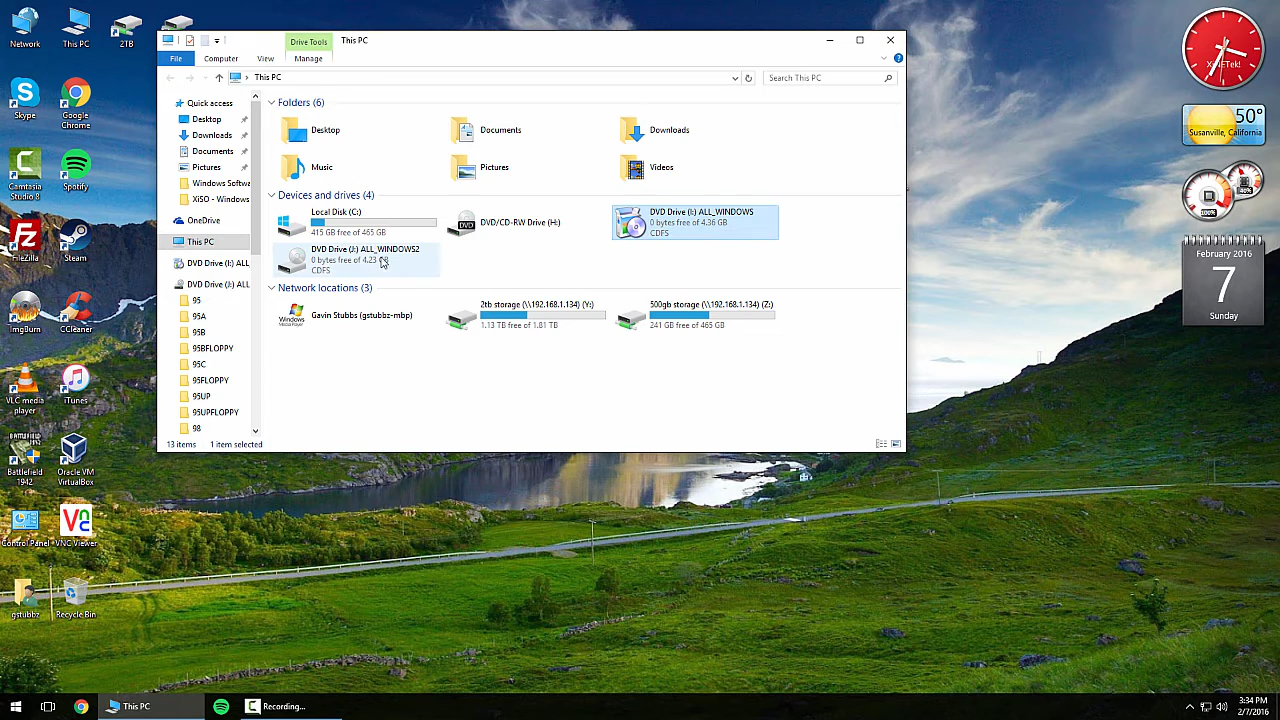 Network
This PC
2TB
Skype
Google Chrome
Camtasia Studio 8
Spotify
FileZilla
Steam
ImgBurn
CCleaner
VLC media player
iTunes
Battlefield 1942
Oracle VM VirtualBox
Control Panel
VNC Viewer
gstubbz
Recycle Bin
Drive Tools
This PC
File
Computer
View
Manage
This PC
Search This PC
Quick access
Desktop
Downloads
Documents
Pictures
Windows Softwa
XiSO - Windows
OneDrive
This PC
DVD Drive (I:) ALL
DVD Drive (J:) ALL
95
95A
95B
95BFLOPPY
95C
95FLOPPY
95UP
95UPFLOPPY
98
Folders (6)
Desktop
Documents
Downloads
Music
Pictures
Videos
Devices and drives (4)
Local Disk (C:)
415 GB free of 465 GB
DVD
DVD/CD-RW Drive (H:)
DVD Drive (I:) ALL_WINDOWS
0 bytes free of 4.36 GB
CDFS
DVD Drive (J:) ALL_WINDOWS2
0 bytes free of 4.23
CDFS
Network locations (3)
Gavin Stubbs (gstubbz-mbp)
2tb storage (\\192.168.1.134) (Y:)
1.13 TB free of 1.81 TB
500gb storage (\\192.168.1.134) (Z:)
241 GB free of 465 GB
13 items
1 item selected
50°
Susanville, California
100%
40%
February 2016
7
Sunday
This PC
Recording...
3:34 PM
2/7/2016